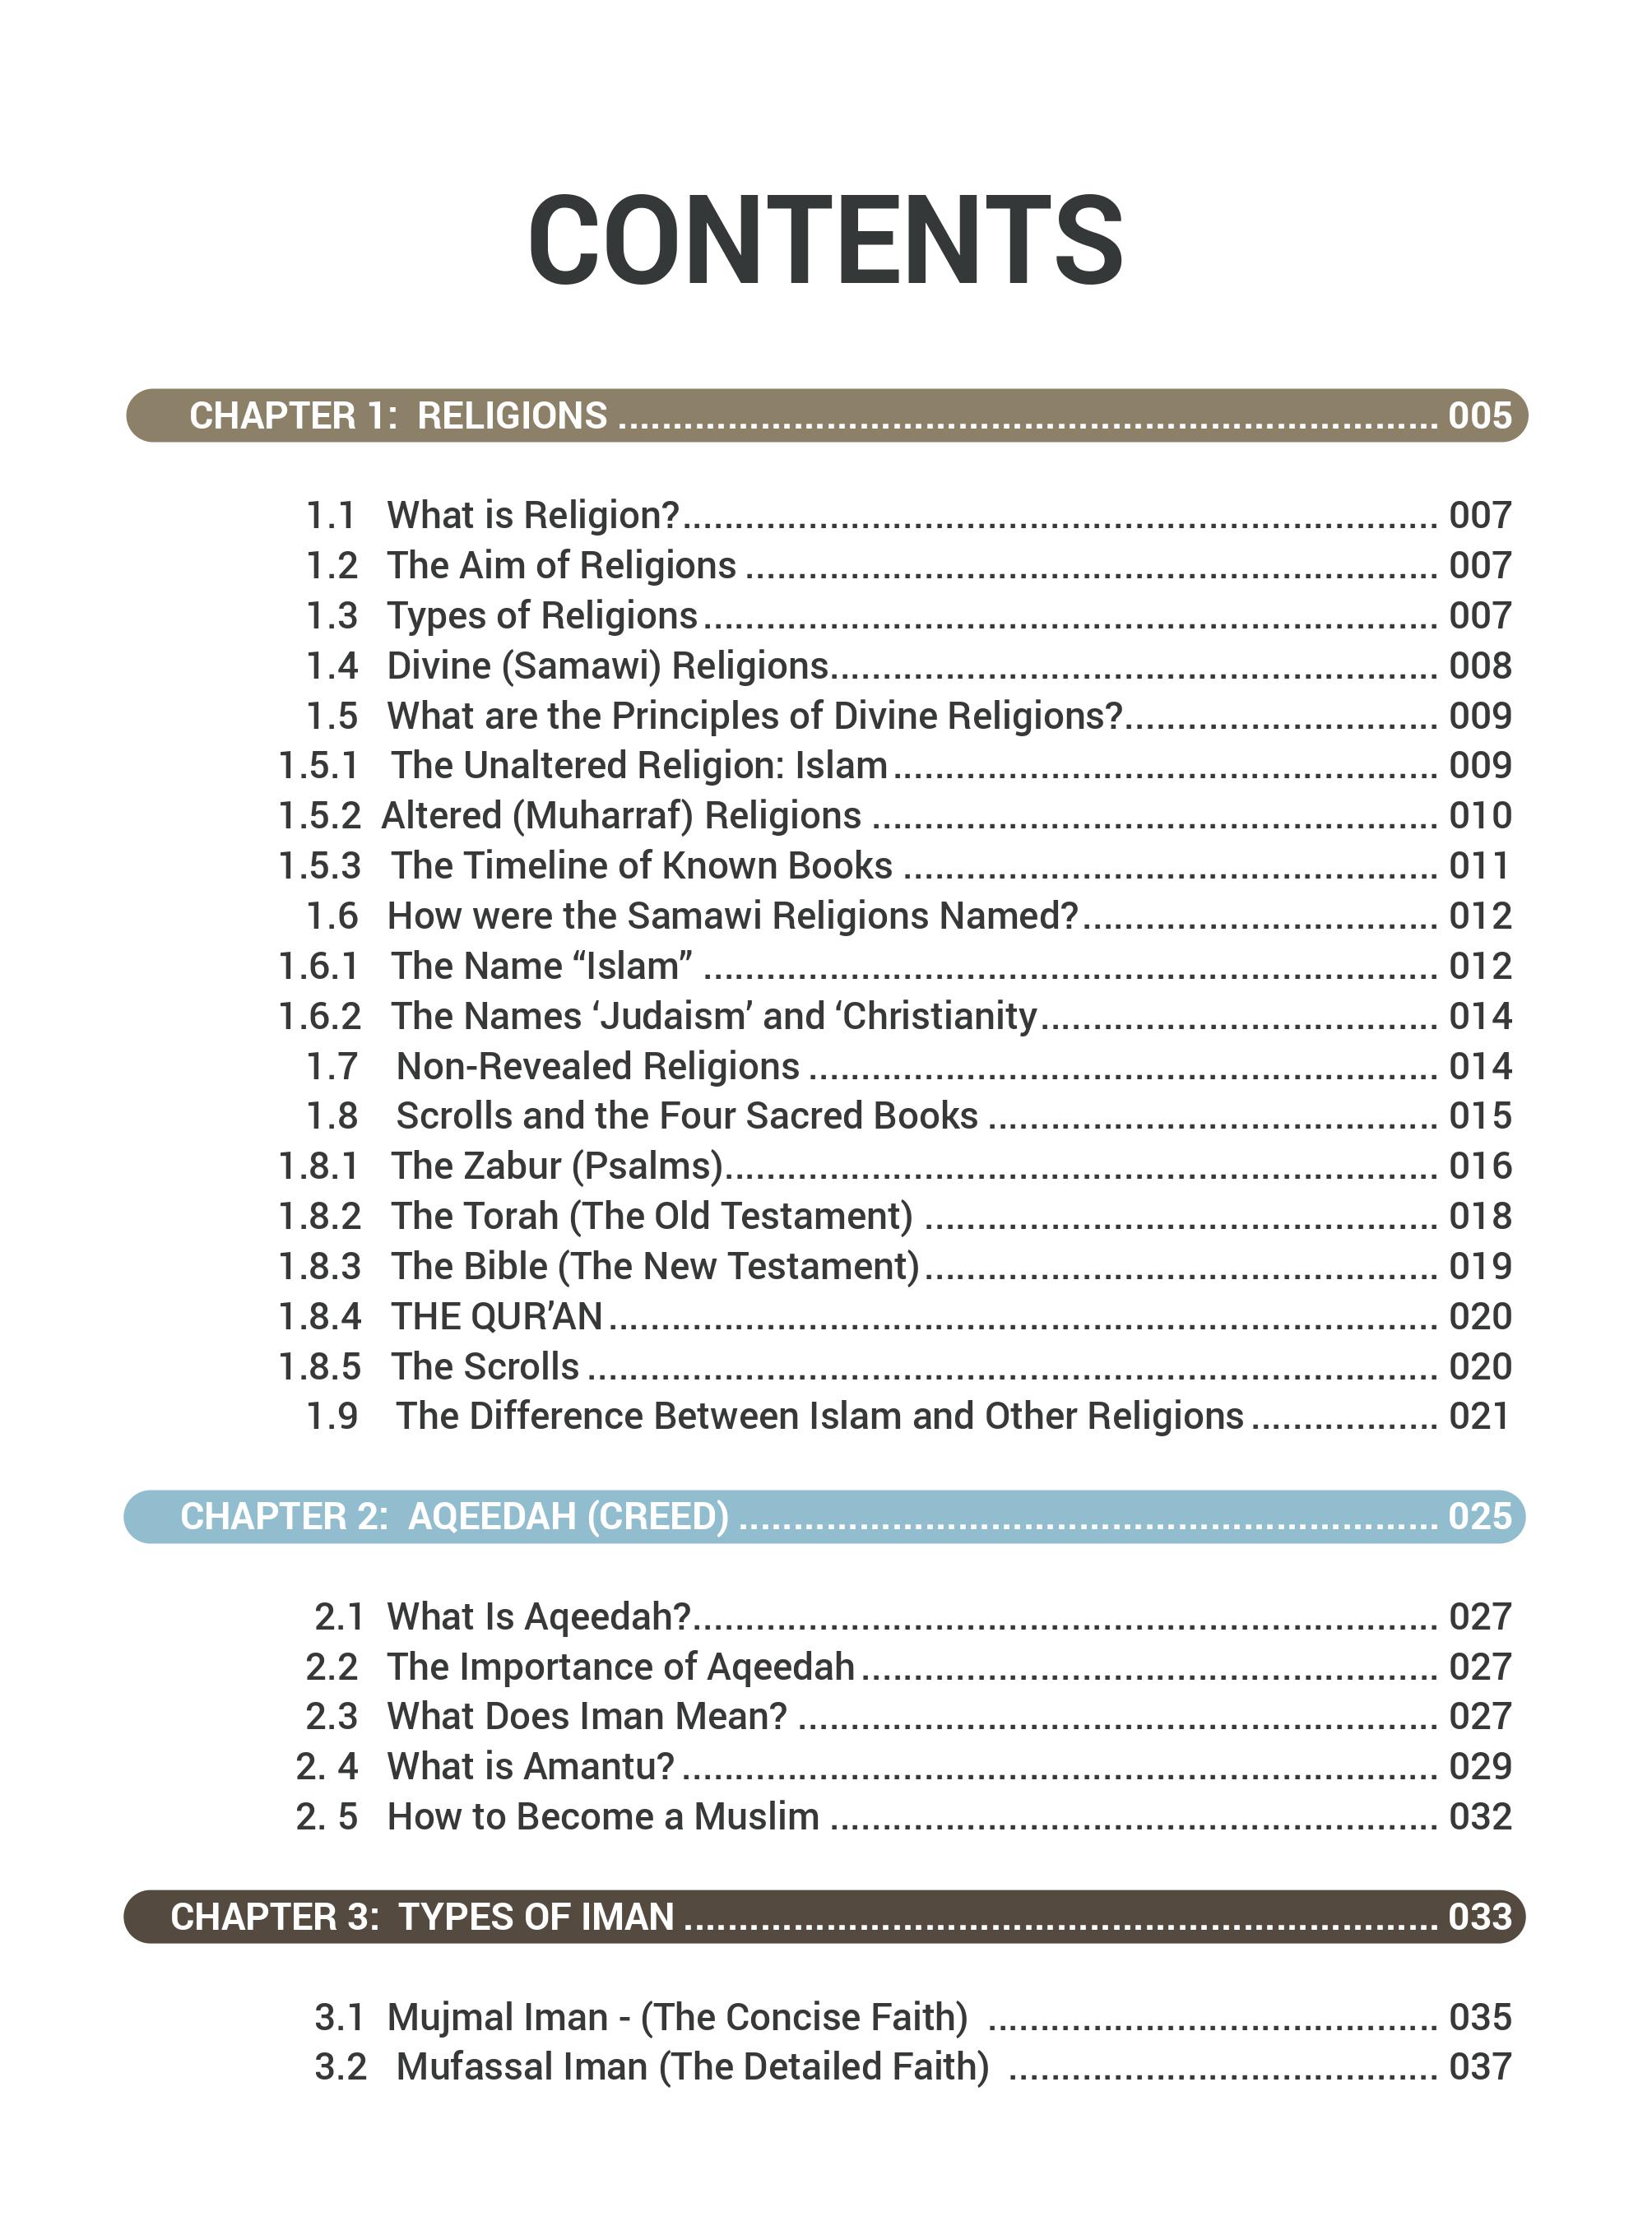 CONTENTS
CHAPTER 1: RELIGIONS ........................................................................... 005
1.1 What is Religion?......................................................................... 007
1.2 The Aim of Religions ................................................................... 007
1.3 Types of Religions ....................................................................... 007
1.4 Divine (Samawi) Religions........................................................... 008
1.5 What are the Principles of Divine Religions?.............................. 009
1.5.1 The Unaltered Religion: Islam ..................................................... 009
1.5.2 Altered (Muharraf) Religions ....................................................... 010
1.5.3 The Timeline of Known Books .................................................... 011
1.6 How were the Samawi Religions Named?.................................. 012
1.6.1 The Name “Islam” ....................................................................... 012
1.6.2 The Names ‘Judaism’ and ‘Christianity...................................... 014
1.7 Non-Revealed Religions ............................................................. 014
1.8 Scrolls and the Four Sacred Books ............................................ 015
1.8.1 The Zabur (Psalms)..................................................................... 016
1.8.2 The Torah (The Old Testament) .................................................. 018
1.8.3 The Bible (The New Testament).................................................. 019
1.8.4 THE QUR’AN ................................................................................ 020
1.8.5 The Scrolls .................................................................................. 020
1.9 The Difference Between Islam and Other Religions .................. 021
CHAPTER 2: AQEEDAH (CREED) ................................................................ 025
2.1 What Is Aqeedah?........................................................................ 027
2.2 The Importance of Aqeedah ........................................................ 027
2.3 What Does Iman Mean? .............................................................. 027
2. 4 What is Amantu? ......................................................................... 029
2. 5 How to Become a Muslim ........................................................... 032
CHAPTER 3: TYPES OF IMAN ..................................................................... 033
3.1 Mujmal Iman - (The Concise Faith) ............................................ 035
3.2 Mufassal Iman (The Detailed Faith) .......................................... 037